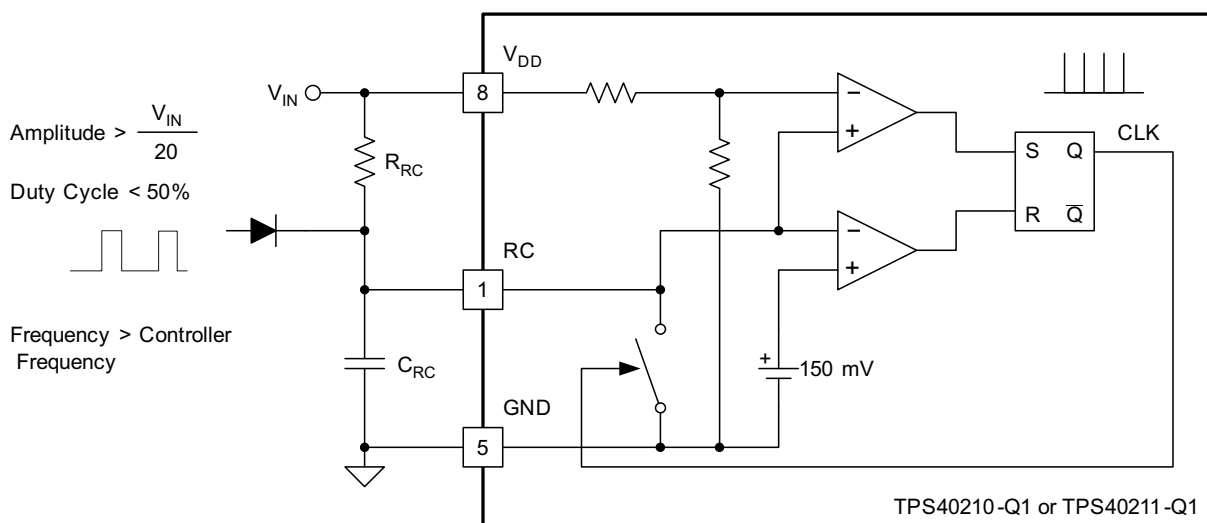 V_DD
V_IN
8
Amplitude > V_IN / 20
R_RC
Duty Cycle < 50%
−
+
CLK
S Q
R Q̅
RC
1
−
+
Frequency > Controller
Frequency
C_RC
+
150 mV
GND
5
TPS40210-Q1 or TPS40211-Q1